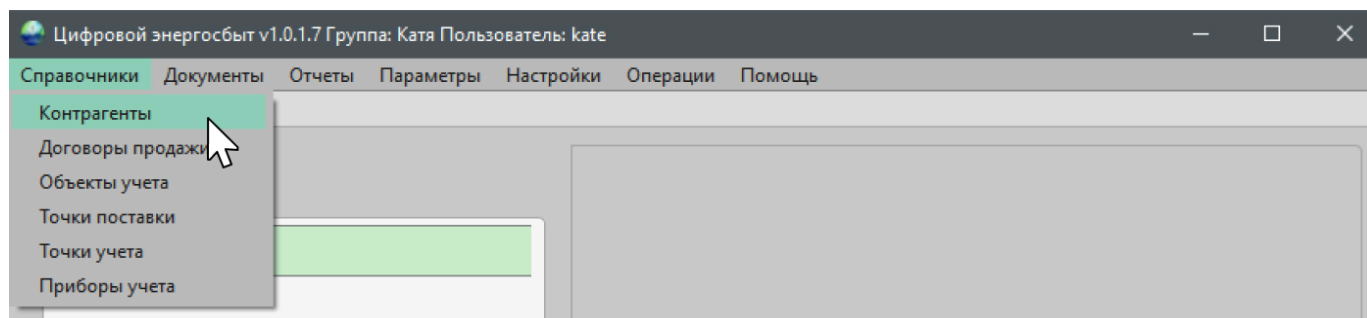 Цифровой энергосбыт v1.0.1.7 Группа: Катя Пользователь: kate
Справочники Документы Отчеты Параметры Настройки Операции Помощь
Контрагенты
Договоры продажи
Объекты учета
Точки поставки
Точки учета
Приборы учета